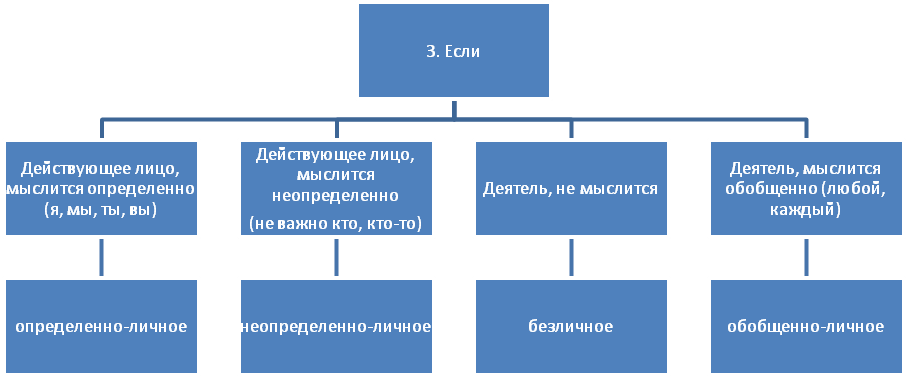 3. Если
Действующее лицо,
мыслится определенно
(я, мы, ты, вы)
Действующее лицо,
мыслится
неопределенно
(не важно кто, кто-то)
Деятель, не мыслится
Деятель, мыслится
обобщенно (любой,
каждый)
определенно-личное
неопределенно-личное
безличное
обобщенно-личное